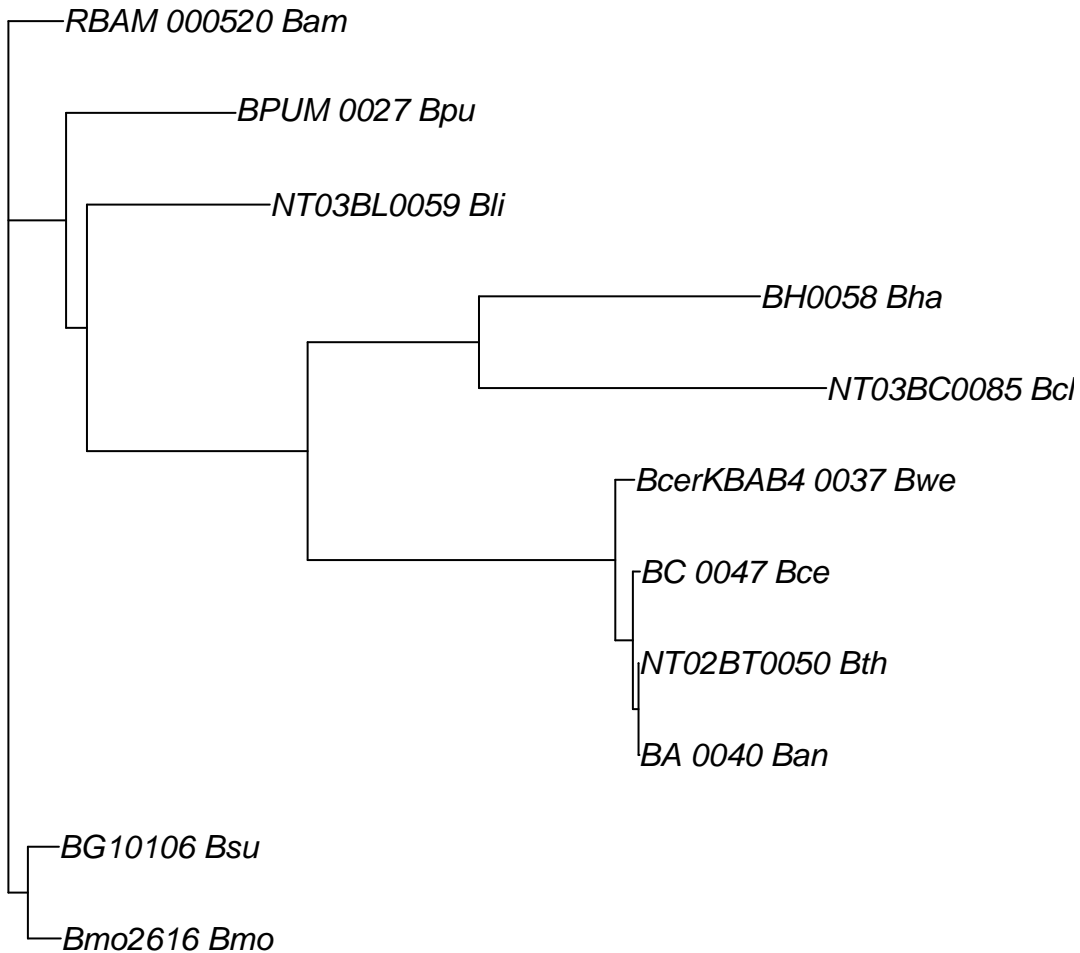 RBAM 000520 Bam
BPUM 0027 Bpu
NT03BL0059 Bli
BH0058 Bha
NT03BC0085 Bcl
BcerKBAB4 0037 Bwe
BC 0047 Bce
NT02BT0050 Bth
BA 0040 Ban
BG10106 Bsu
Bmo2616 Bmo